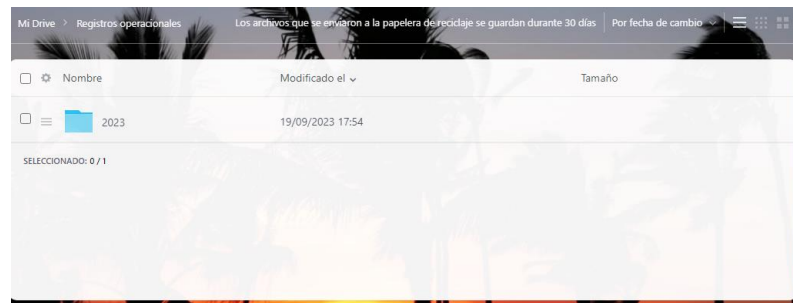 Mi Drive > Registros operacionales Los archivos que se enviaron a la papelera de reciclaje se guardan durante 30 días Por fecha de cambio
Nombre Modificado el Tamaño
2023 19/09/2023 17:54
SELECCIONADO: 0 / 1